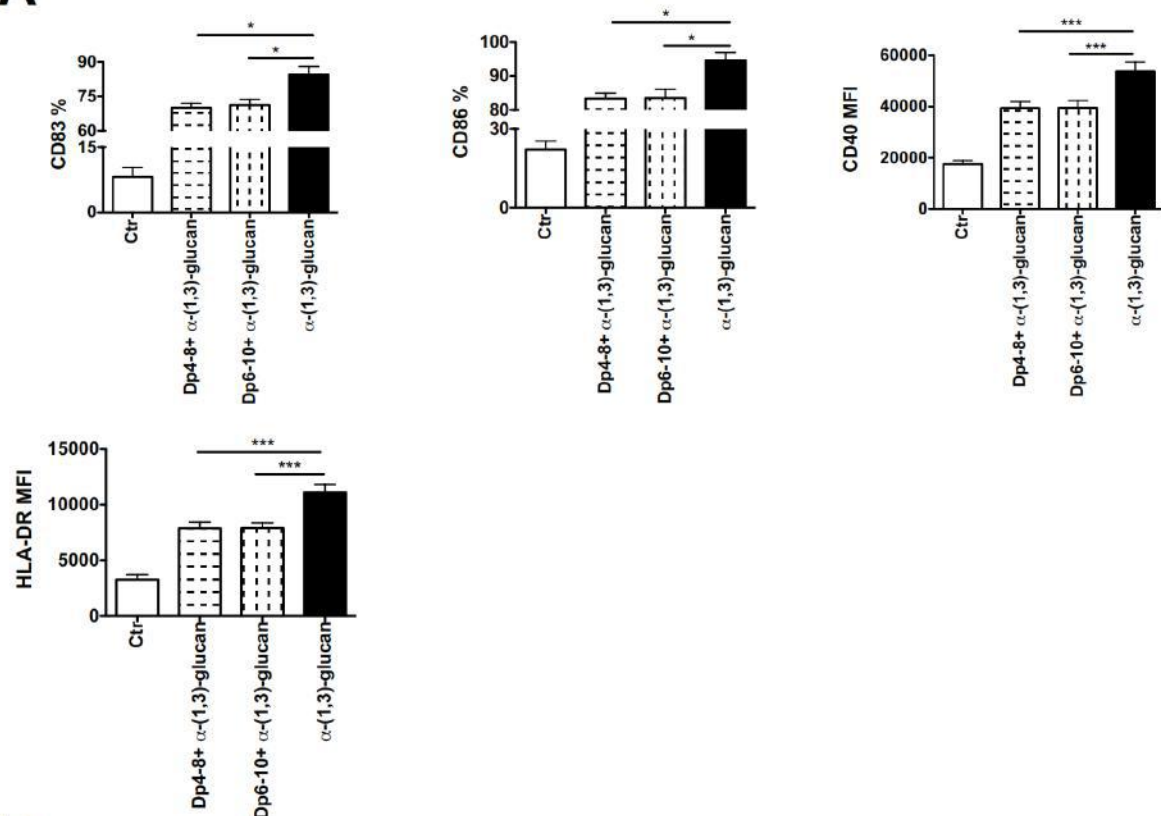 A
*
*
CD83 %
90
75
60
15
0
Ctr
Dp4-8+ α-(1,3)-glucan
Dp6-10+ α-(1,3)-glucan
α-(1,3)-glucan
*
*
CD86 %
100
90
80
30
0
Ctr
Dp4-8+ α-(1,3)-glucan
Dp6-10+ α-(1,3)-glucan
α-(1,3)-glucan
***
***
CD40 MFI
60000
40000
20000
0
Ctr
Dp4-8+ α-(1,3)-glucan
Dp6-10+ α-(1,3)-glucan
α-(1,3)-glucan
***
***
HLA-DR MFI
15000
10000
5000
0
Ctr
Dp4-8+ α-(1,3)-glucan
Dp6-10+ α-(1,3)-glucan
α-(1,3)-glucan